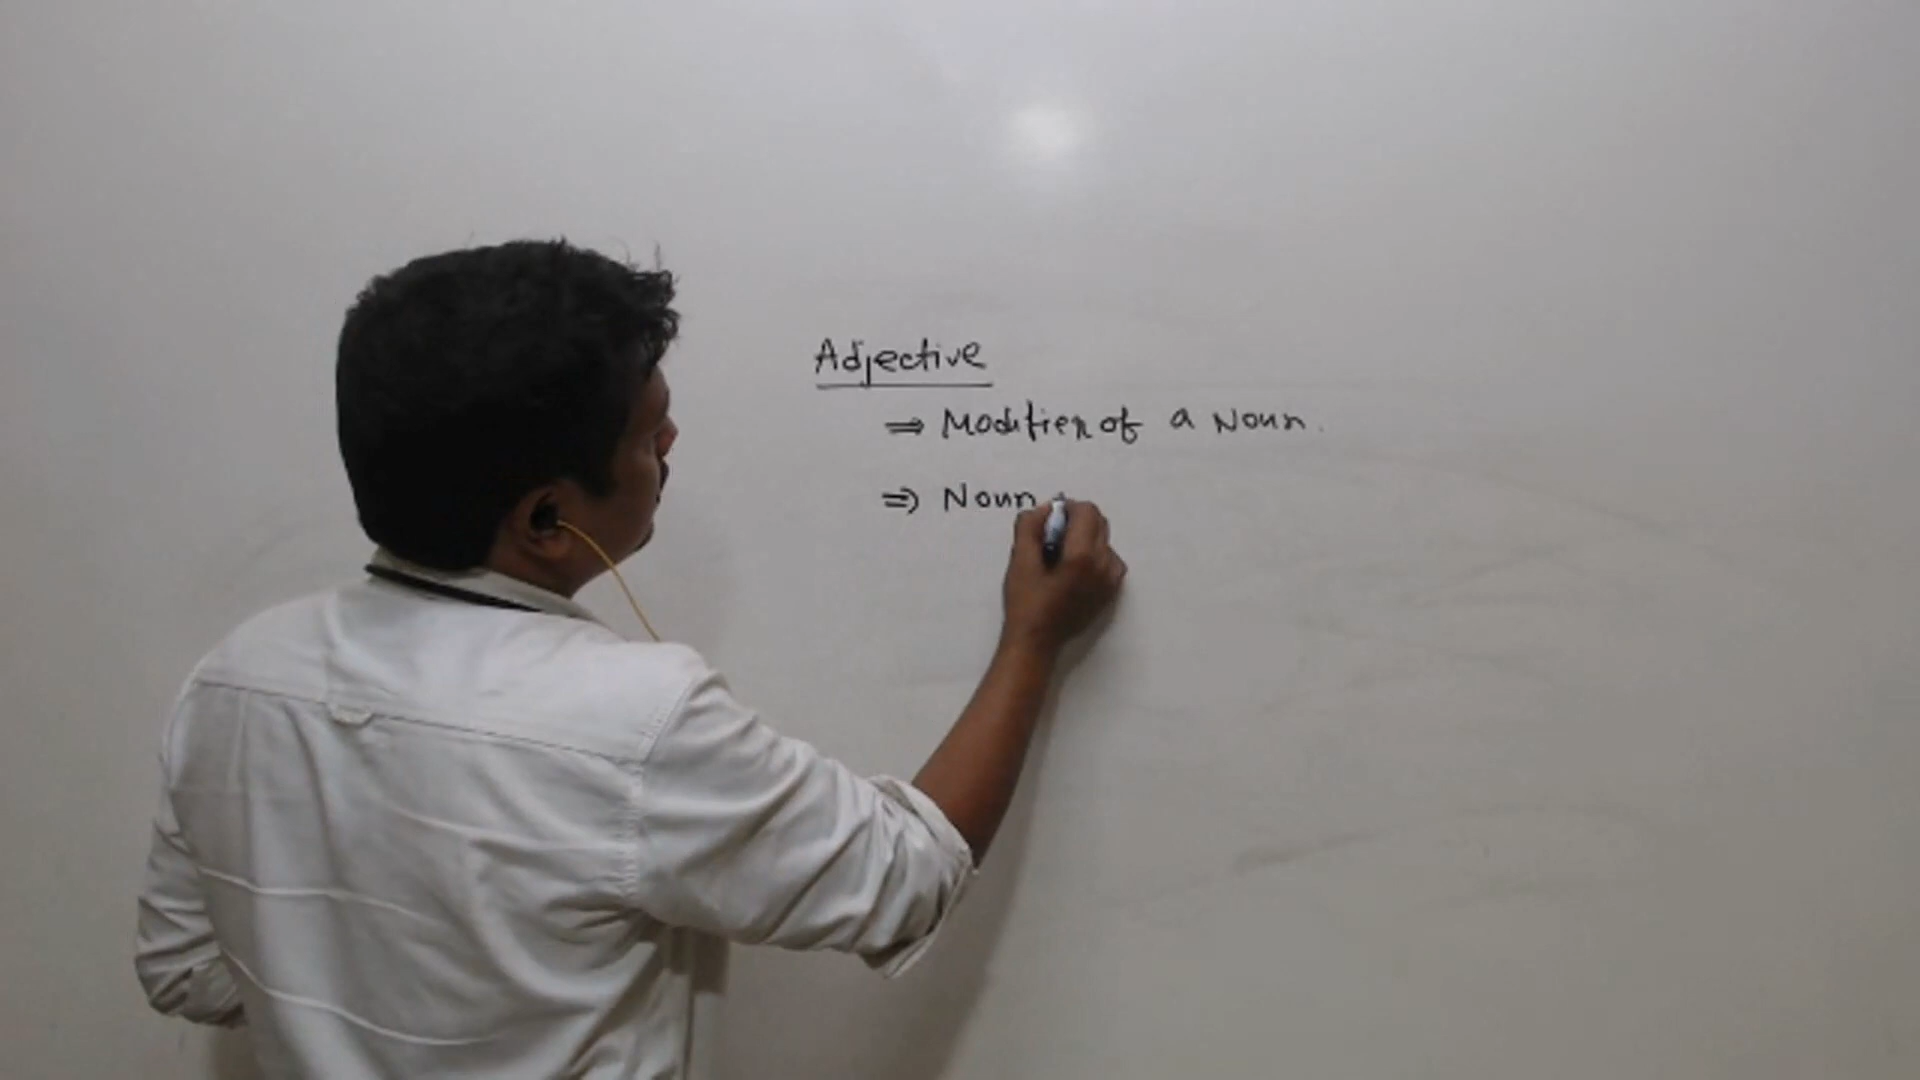 Adjective
⇒ Modifier of a Noun.
⇒ Noun